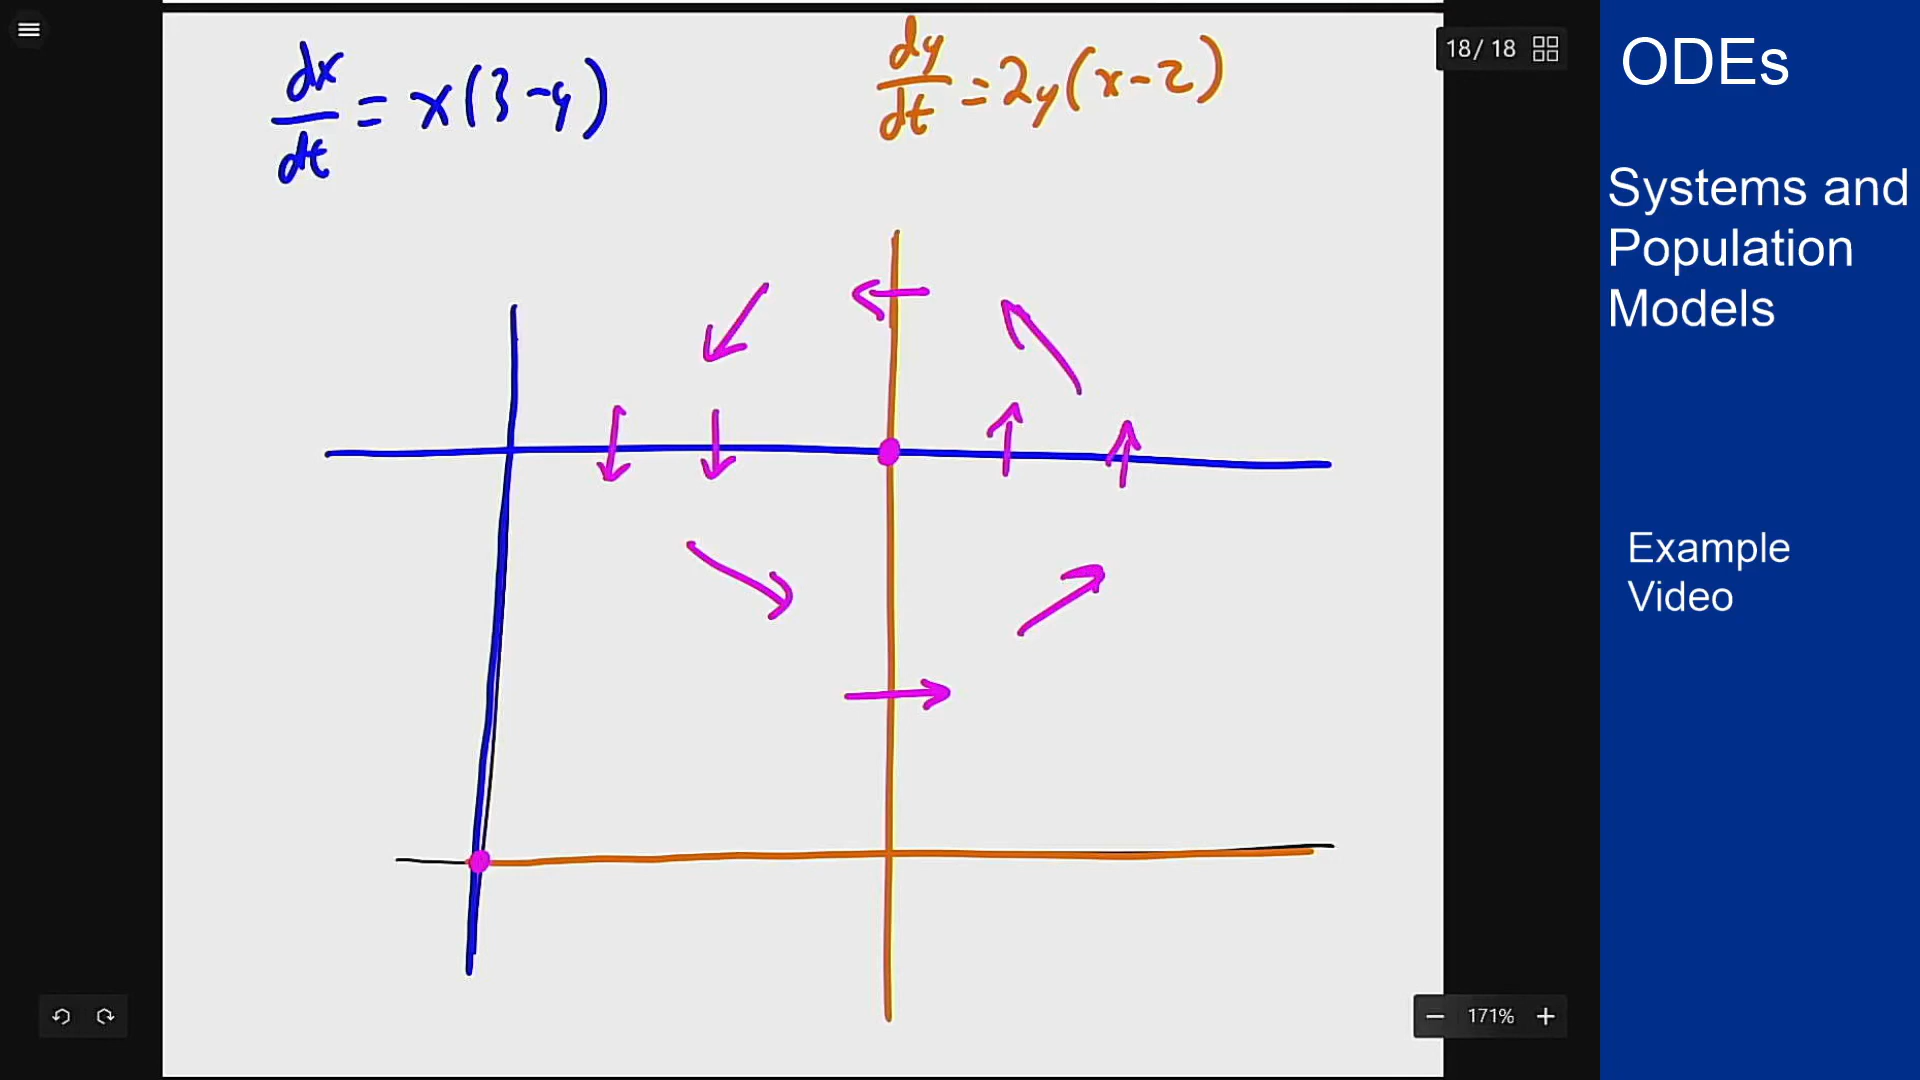 dx/dt = x(3-y)
dy/dt = 2y(x-2)
18/ 18
ODEs
Systems and
Population
Models
Example
Video
171%